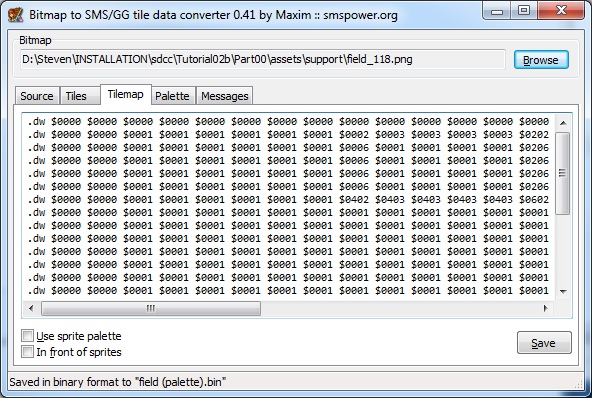 Bitmap to SMS/GG tile data converter 0.41 by Maxim :: smspower.org
Bitmap
D:\Steven\INSTALLATION\sdcc\Tutorial02b\Part00\assets\support\field_118.png
Browse
Source Tiles Tilemap Palette Messages
.dw $0000 $0000 $0000 $0000 $0000 $0000 $0000 $0000 $0000 $0000 $0000 $0000 $0000
.dw $0000 $0000 $0001 $0001 $0001 $0001 $0001 $0001 $0002 $0003 $0003 $0003 $0202
.dw $0000 $0000 $0001 $0001 $0001 $0001 $0001 $0001 $0006 $0001 $0001 $0001 $0206
.dw $0000 $0000 $0001 $0001 $0001 $0001 $0001 $0001 $0006 $0001 $0001 $0001 $0206
.dw $0000 $0000 $0001 $0001 $0001 $0001 $0001 $0001 $0006 $0001 $0001 $0001 $0206
.dw $0000 $0000 $0001 $0001 $0001 $0001 $0001 $0001 $0006 $0001 $0001 $0001 $0206
.dw $0000 $0000 $0001 $0001 $0001 $0001 $0001 $0001 $0402 $0403 $0403 $0403 $0602
.dw $0000 $0000 $0001 $0001 $0001 $0001 $0001 $0001 $0001 $0001 $0001 $0001 $0001
.dw $0000 $0000 $0001 $0001 $0001 $0001 $0001 $0001 $0001 $0001 $0001 $0001 $0001
.dw $0000 $0000 $0001 $0001 $0001 $0001 $0001 $0001 $0001 $0001 $0001 $0001 $0001
.dw $0000 $0000 $0001 $0001 $0001 $0001 $0001 $0001 $0001 $0001 $0001 $0001 $0001
.dw $0000 $0000 $0001 $0001 $0001 $0001 $0001 $0001 $0001 $0001 $0001 $0001 $0001
.dw $0000 $0000 $0001 $0001 $0001 $0001 $0001 $0001 $0001 $0001 $0001 $0001 $0001
.dw $0000 $0000 $0001 $0001 $0001 $0001 $0001 $0001 $0001 $0001 $0001 $0001 $0001
Use sprite palette
In front of sprites
Save
Saved in binary format to "field (palette).bin"